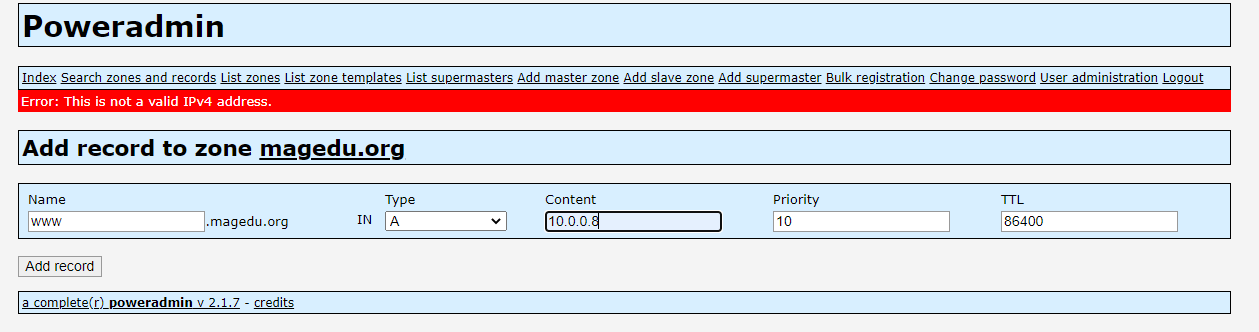 Poweradmin
Index Search zones and records List zones List zone templates List supermasters Add master zone Add slave zone Add supermaster Bulk registration Change password User administration Logout
Error: This is not a valid IPv4 address.
Add record to zone magedu.org
Name Type Content Priority TTL
www .magedu.org IN A 10.0.0.8 10 86400
Add record
a complete(r) poweradmin v 2.1.7 - credits